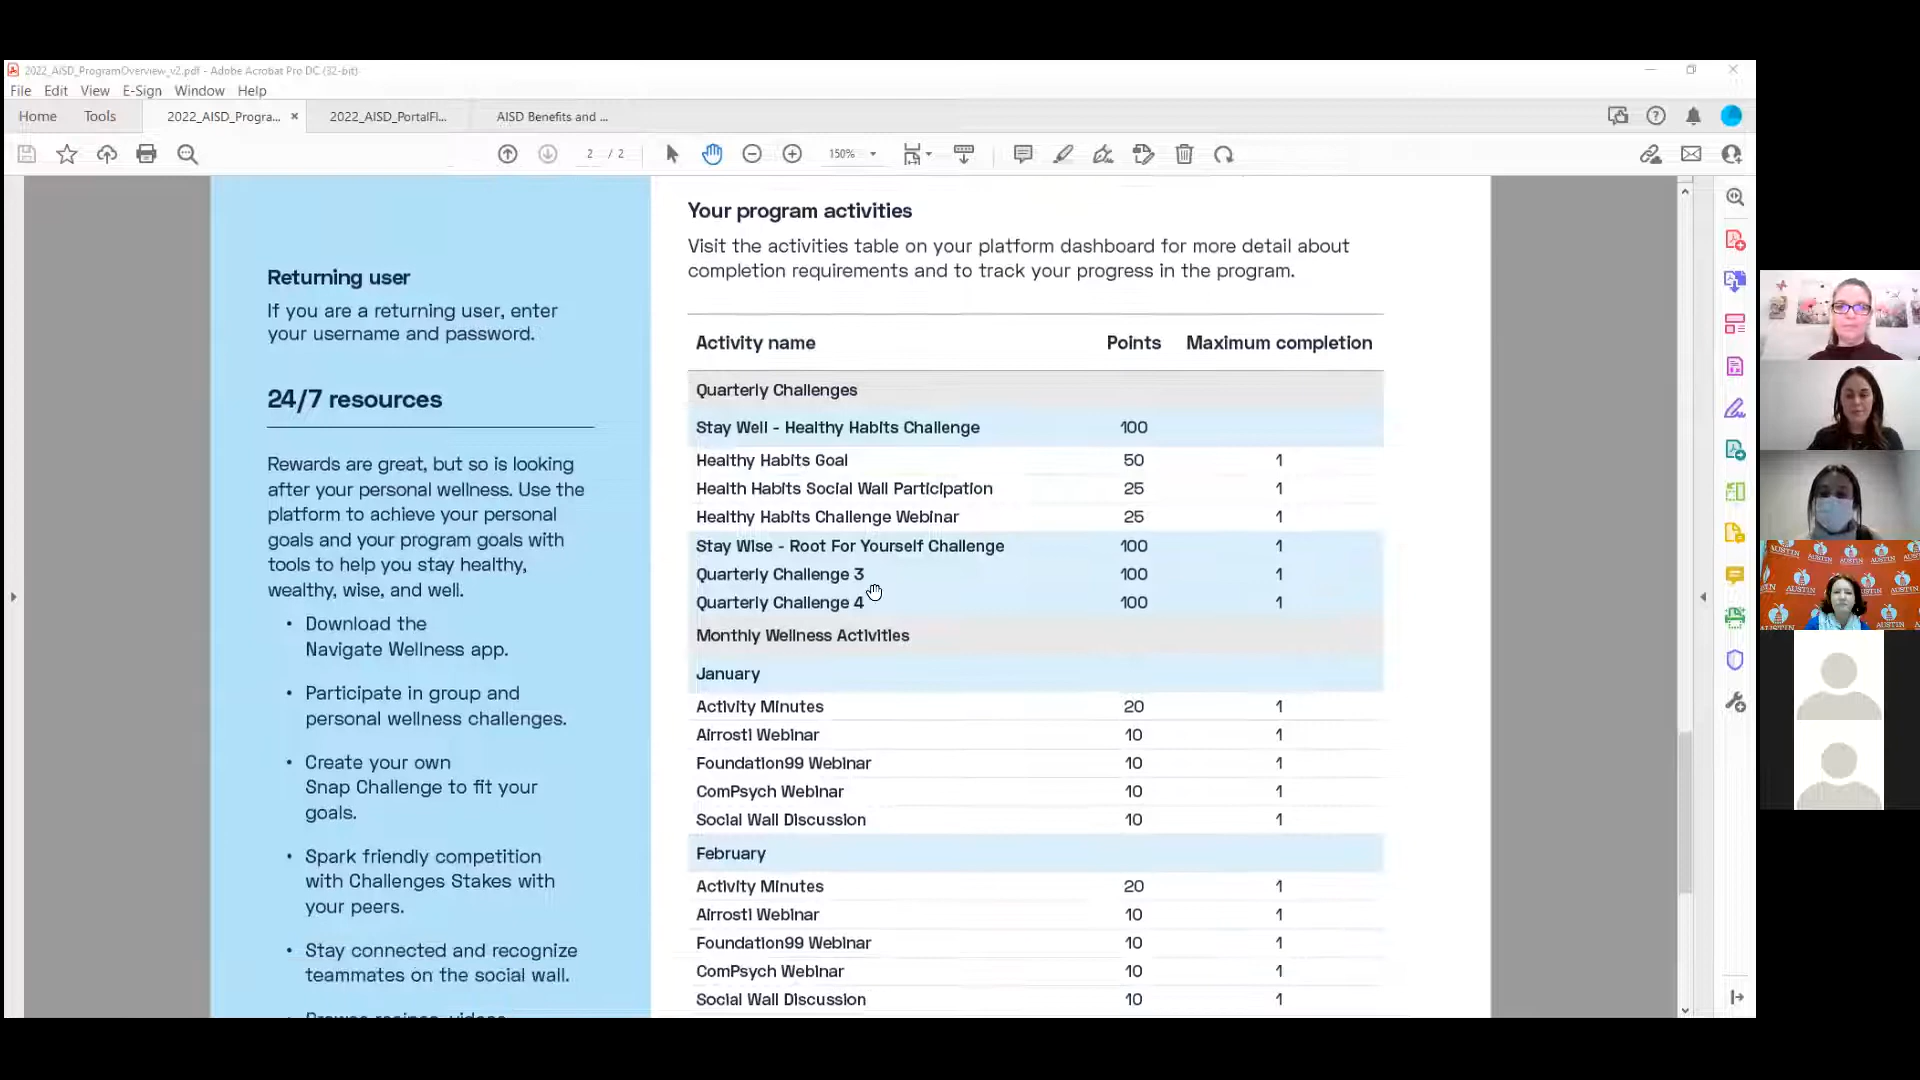 2022_AISD_ProgramOverview_v2.pdf - Adobe Acrobat Pro DC (32-bit)
File Edit View E-Sign Window Help
Home Tools 2022_AISD_Progra... × 2022_AISD_PortalFl... AISD Benefits and ...
2 / 2 150%
Returning user
If you are a returning user, enter
your username and password.
24/7 resources
Rewards are great, but so is looking
after your personal wellness. Use the
platform to achieve your personal
goals and your program goals with
tools to help you stay healthy,
wealthy, wise, and well.
• Download the
Navigate Wellness app.
• Participate in group and
personal wellness challenges.
• Create your own
Snap Challenge to fit your
goals.
• Spark friendly competition
with Challenges Stakes with
your peers.
• Stay connected and recognize
teammates on the social wall.
Your program activities
Visit the activities table on your platform dashboard for more detail about
completion requirements and to track your progress in the program.
Activity name Points Maximum completion
Quarterly Challenges
Stay Well - Healthy Habits Challenge 100
Healthy Habits Goal 50 1
Health Habits Social Wall Participation 25 1
Healthy Habits Challenge Webinar 25 1
Stay Wise - Root For Yourself Challenge 100 1
Quarterly Challenge 3 100 1
Quarterly Challenge 4 100 1
Monthly Wellness Activities
January
Activity Minutes 20 1
Airrosti Webinar 10 1
Foundation99 Webinar 10 1
ComPsych Webinar 10 1
Social Wall Discussion 10 1
February
Activity Minutes 20 1
Airrosti Webinar 10 1
Foundation99 Webinar 10 1
ComPsych Webinar 10 1
Social Wall Discussion 10 1
AUSTIN
AUSTIN
AUSTIN